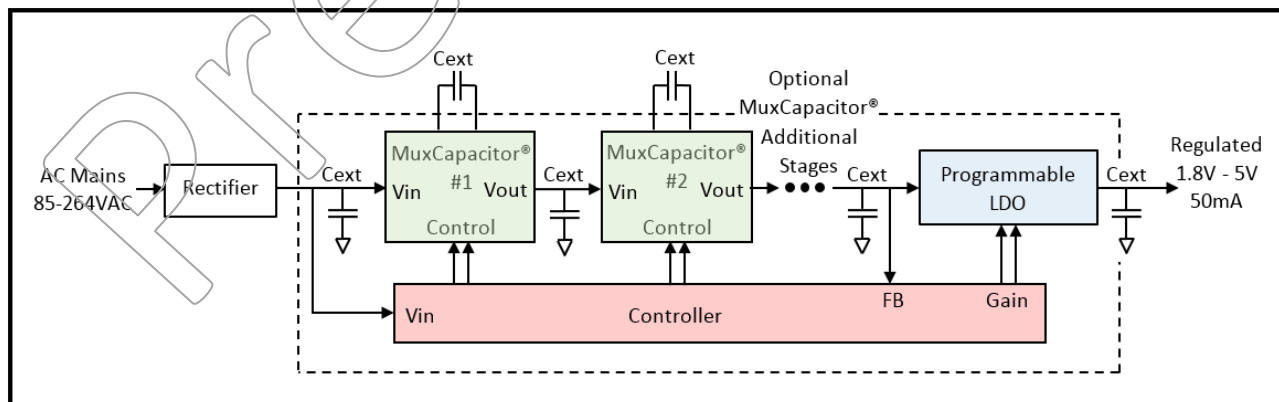 Pre
Cext
Cext
Optional
MuxCapacitor®
Additional
Stages
AC Mains
85-264VAC
Rectifier
Cext
MuxCapacitor®
#1
Vin
Vout
Control
Cext
MuxCapacitor®
#2
Vin
Vout
Control
Cext
Programmable
LDO
Cext
Regulated
1.8V - 5V
50mA
Vin
Controller
FB
Gain